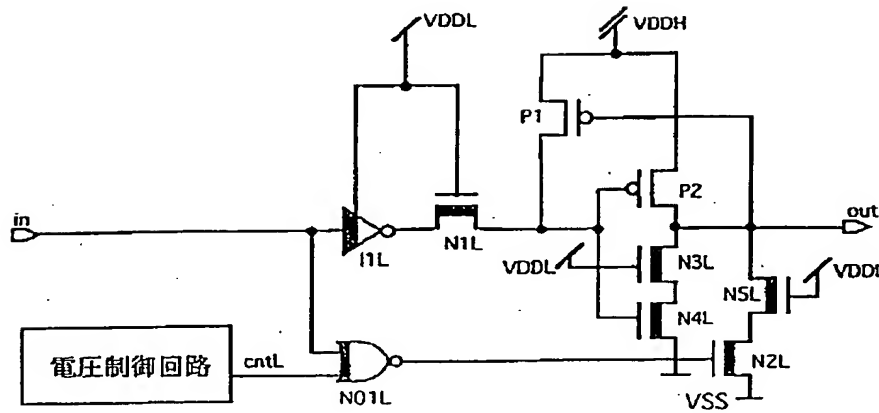 VDDL
VDDH
P1
in
I1L
N1L
P2
out
VDDL
N3L
N5L
VDDL
N4L
電圧制御回路
cntL
N01L
N2L
VSS